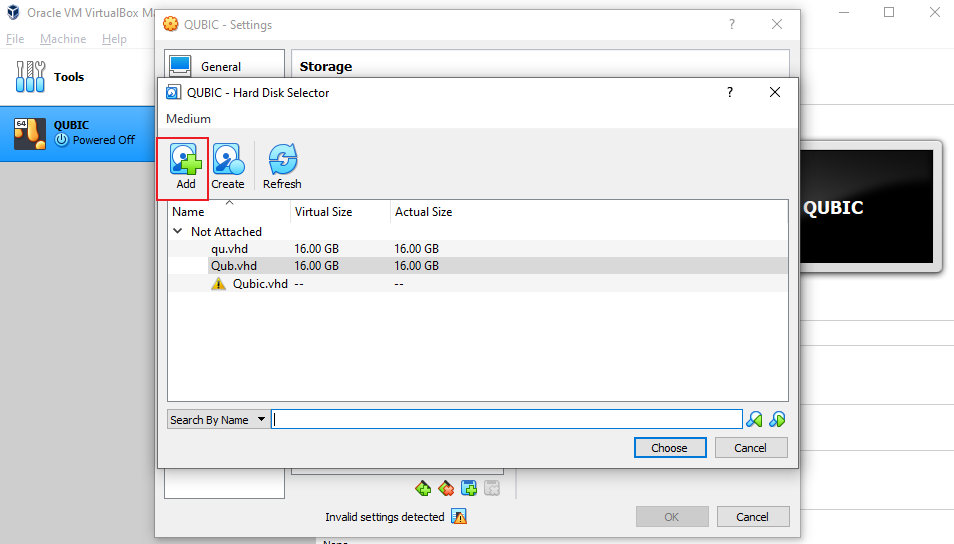 Oracle VM VirtualBox M
QUBIC - Settings
?
File Machine Help
General
Storage
Tools
QUBIC - Hard Disk Selector
?
Medium
64
QUBIC
Powered Off
Add
Create
Refresh
Name
Virtual Size
Actual Size
Not Attached
qu.vhd 16.00 GB 16.00 GB
Qub.vhd 16.00 GB 16.00 GB
Qubic.vhd -- --
QUBIC
Search By Name
Choose
Cancel
Invalid settings detected
OK
Cancel